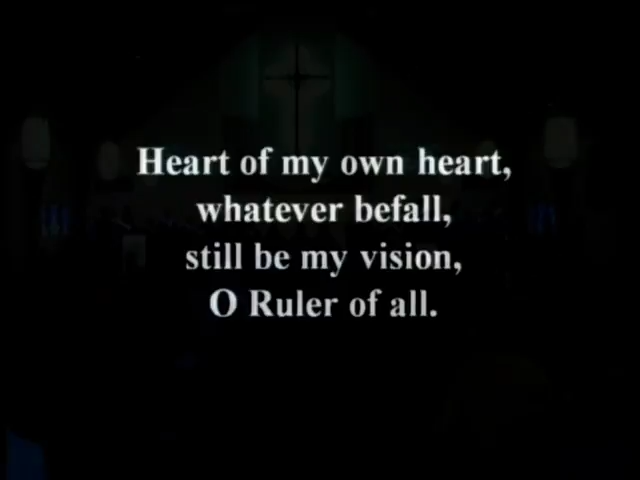 Heart of my own heart,
whatever befall,
still be my vision,
O Ruler of all.